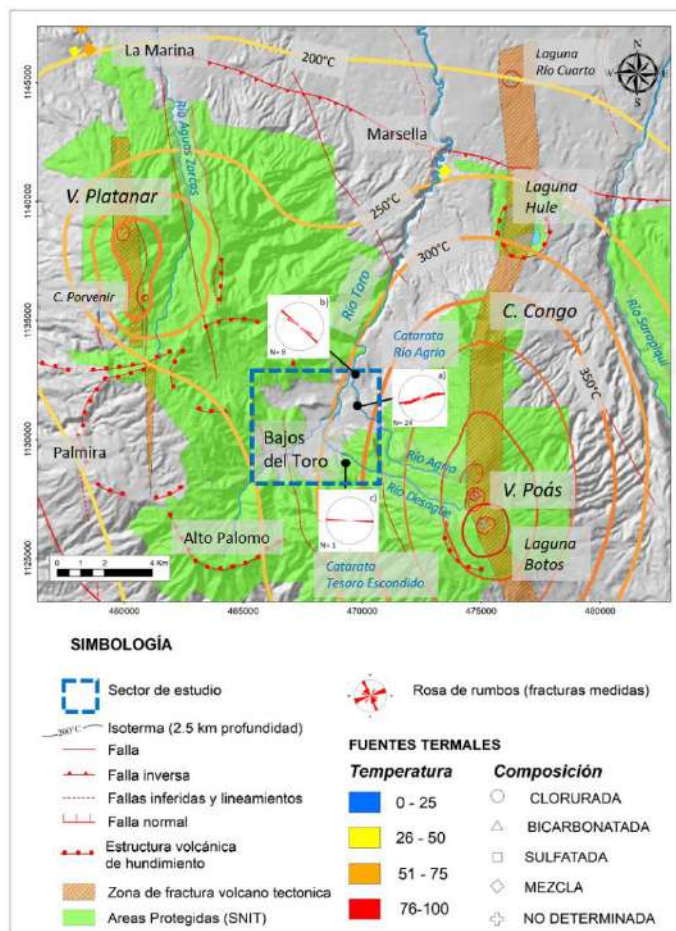 La Marina
200°C
Laguna
Río Cuarto
N
W
E
S
1145000
Río Aguas Zarcas
Marsella
V. Platanar
250°C
Laguna
Hule
1140000
300°C
C. Porvenir
Río Toro
C. Congo
Río Sarapiquí
1135000
b)
N= 8
Catarata
Río Agrio
350°C
a)
N= 24
1130000
Palmira
Bajos
del Toro
Río Agrio
Río Desagüe
V. Poás
c)
N= 1
Alto Palomo
Laguna
Botos
1125000
0 1 2 4 Km
Catarata
Tesoro Escondido
460000 465000 470000 475000 480000
SIMBOLOGÍA
Sector de estudio
Rosa de rumbos (fracturas medidas)
200°C
Isoterma (2.5 km profundidad)
Falla
Falla inversa
Fallas inferidas y lineamientos
Falla normal
Estructura volcánica
de hundimiento
Zona de fractura volcano tectonica
Areas Protegidas (SNIT)
FUENTES TERMALES
Temperatura
0 - 25
26 - 50
51 - 75
76-100
Composición
CLORURADA
BICARBONATADA
SULFATADA
MEZCLA
NO DETERMINADA